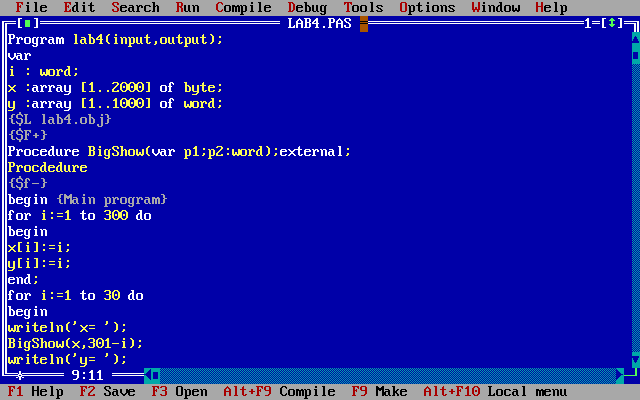 File Edit Search Run Compile Debug Tools Options Window Help
LAB4.PAS 1=[↕]
Program lab4(input,output);
var
i : word;
x :array [1..2000] of byte;
y :array [1..1000] of word;
{$L lab4.obj}
{$F+}
Procedure BigShow(var p1;p2:word);external;
Procdedure
{$f-}
begin {Main program}
for i:=1 to 300 do
begin
x[i]:=i;
y[i]:=i;
end;
for i:=1 to 30 do
begin
writeln('x= ');
BigShow(x,301-i);
writeln('y= ');
9:11
F1 Help F2 Save F3 Open Alt+F9 Compile F9 Make Alt+F10 Local menu